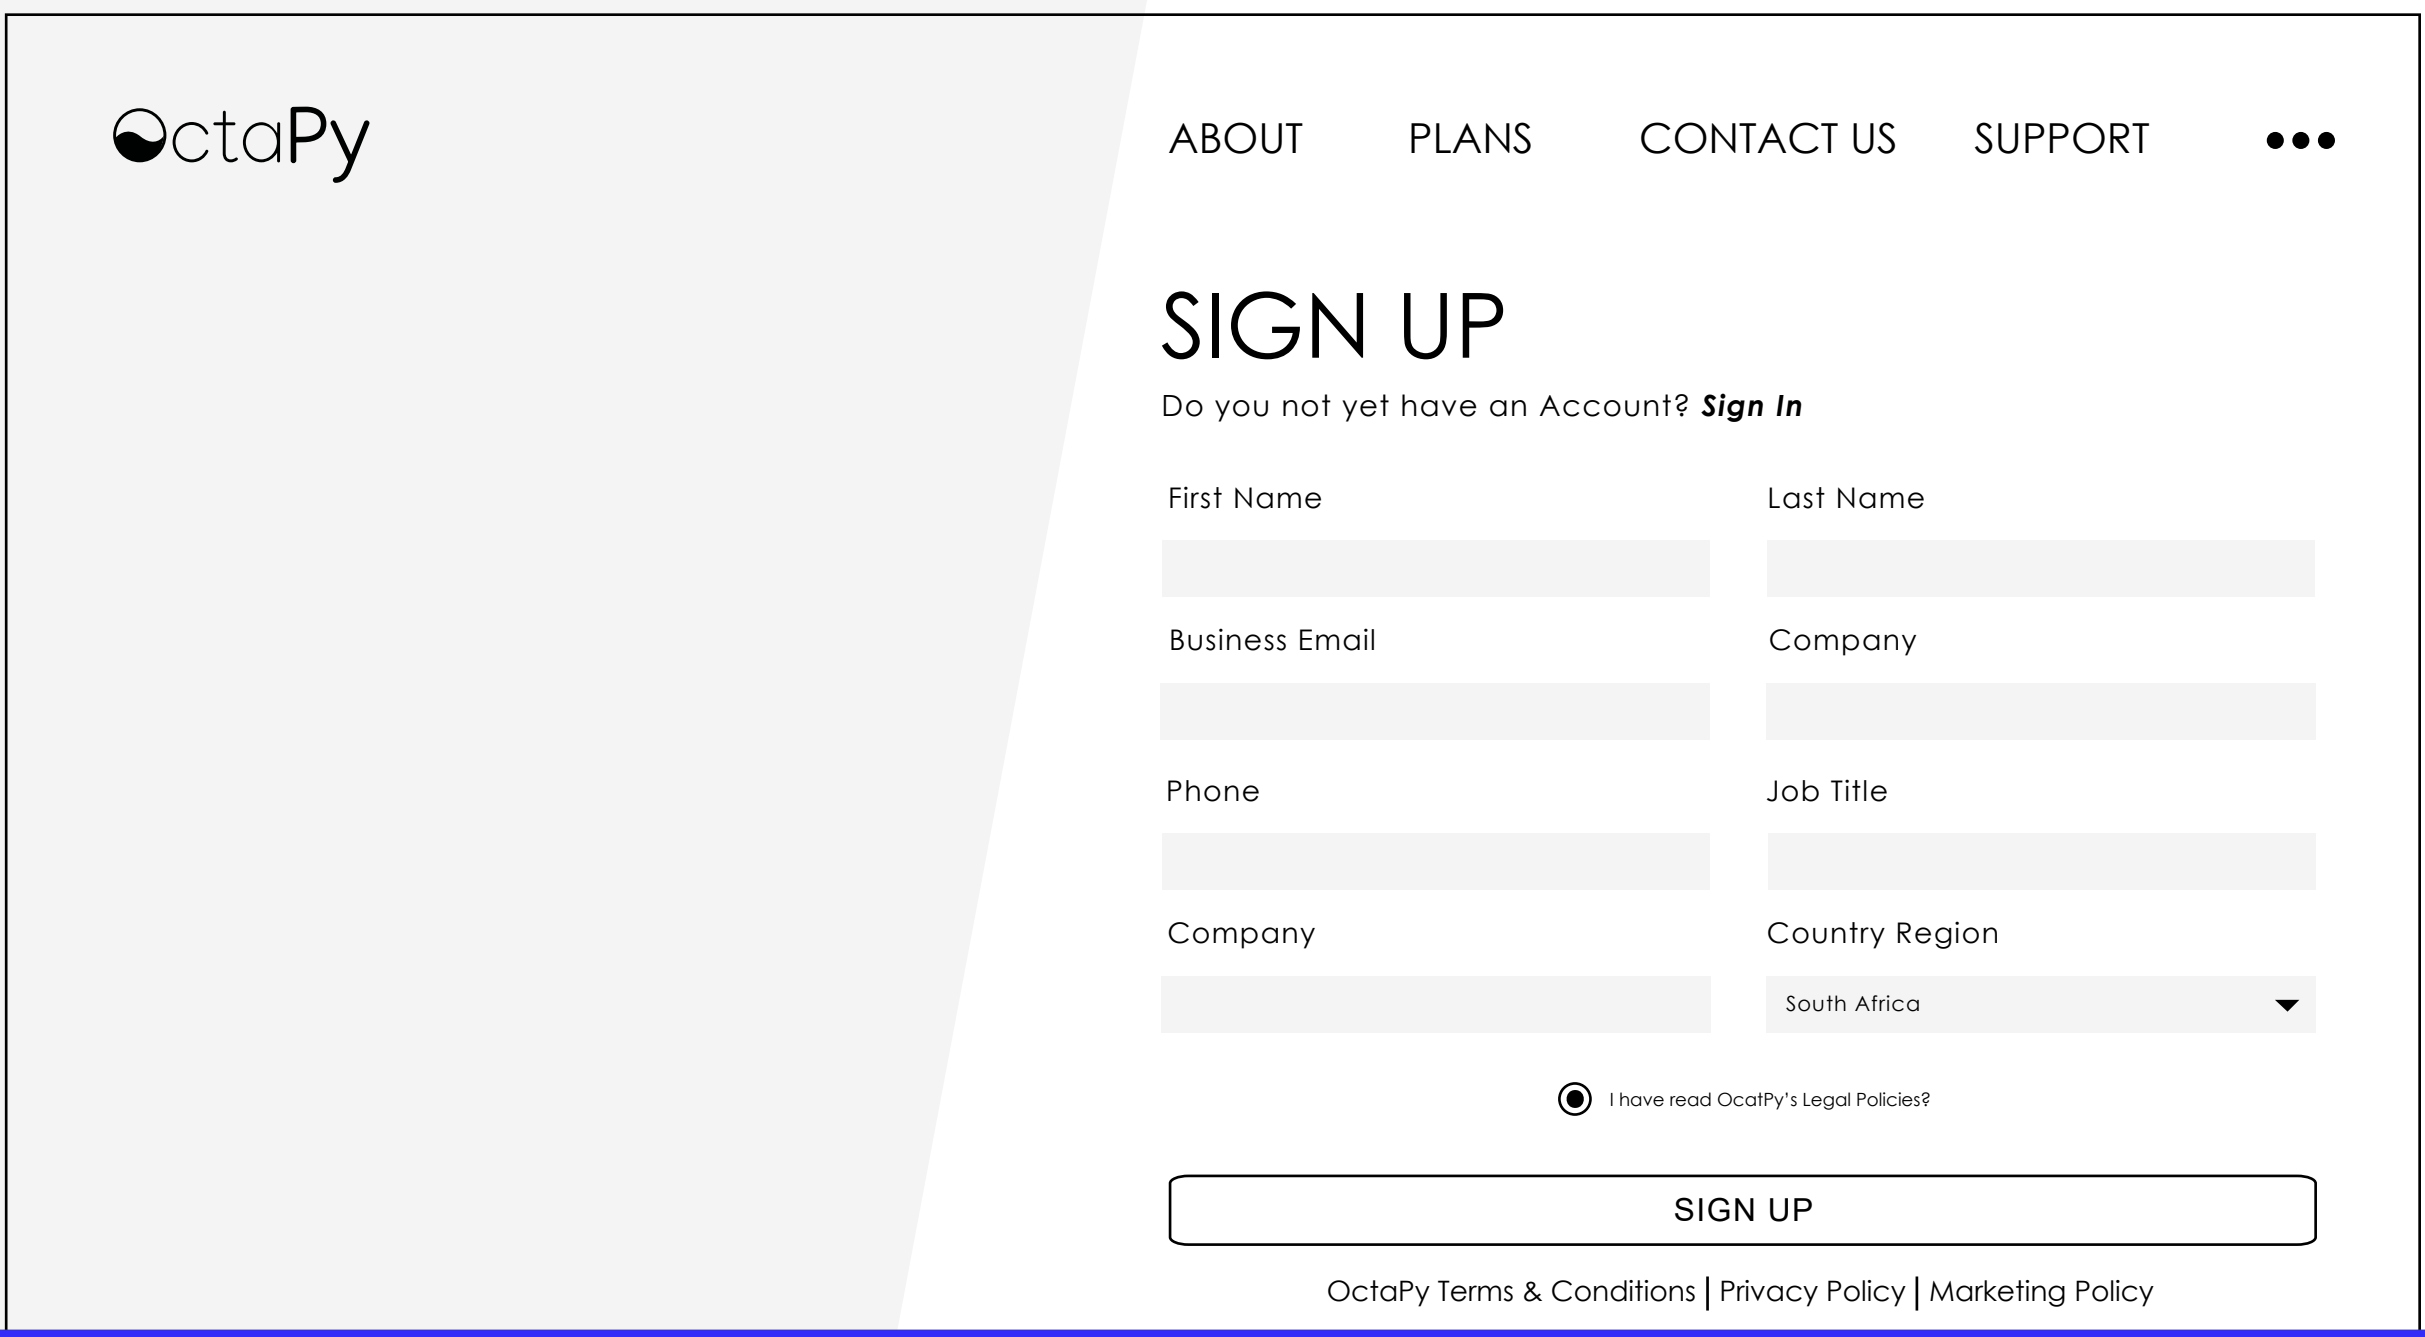 OctaPy
ABOUT PLANS CONTACT US SUPPORT
SIGN UP
Do you not yet have an Account? Sign In
First Name Last Name
Business Email Company
Phone Job Title
Company Country Region
South Africa
I have read OcatPy’s Legal Policies?
SIGN UP
OctaPy Terms & Conditions | Privacy Policy | Marketing Policy